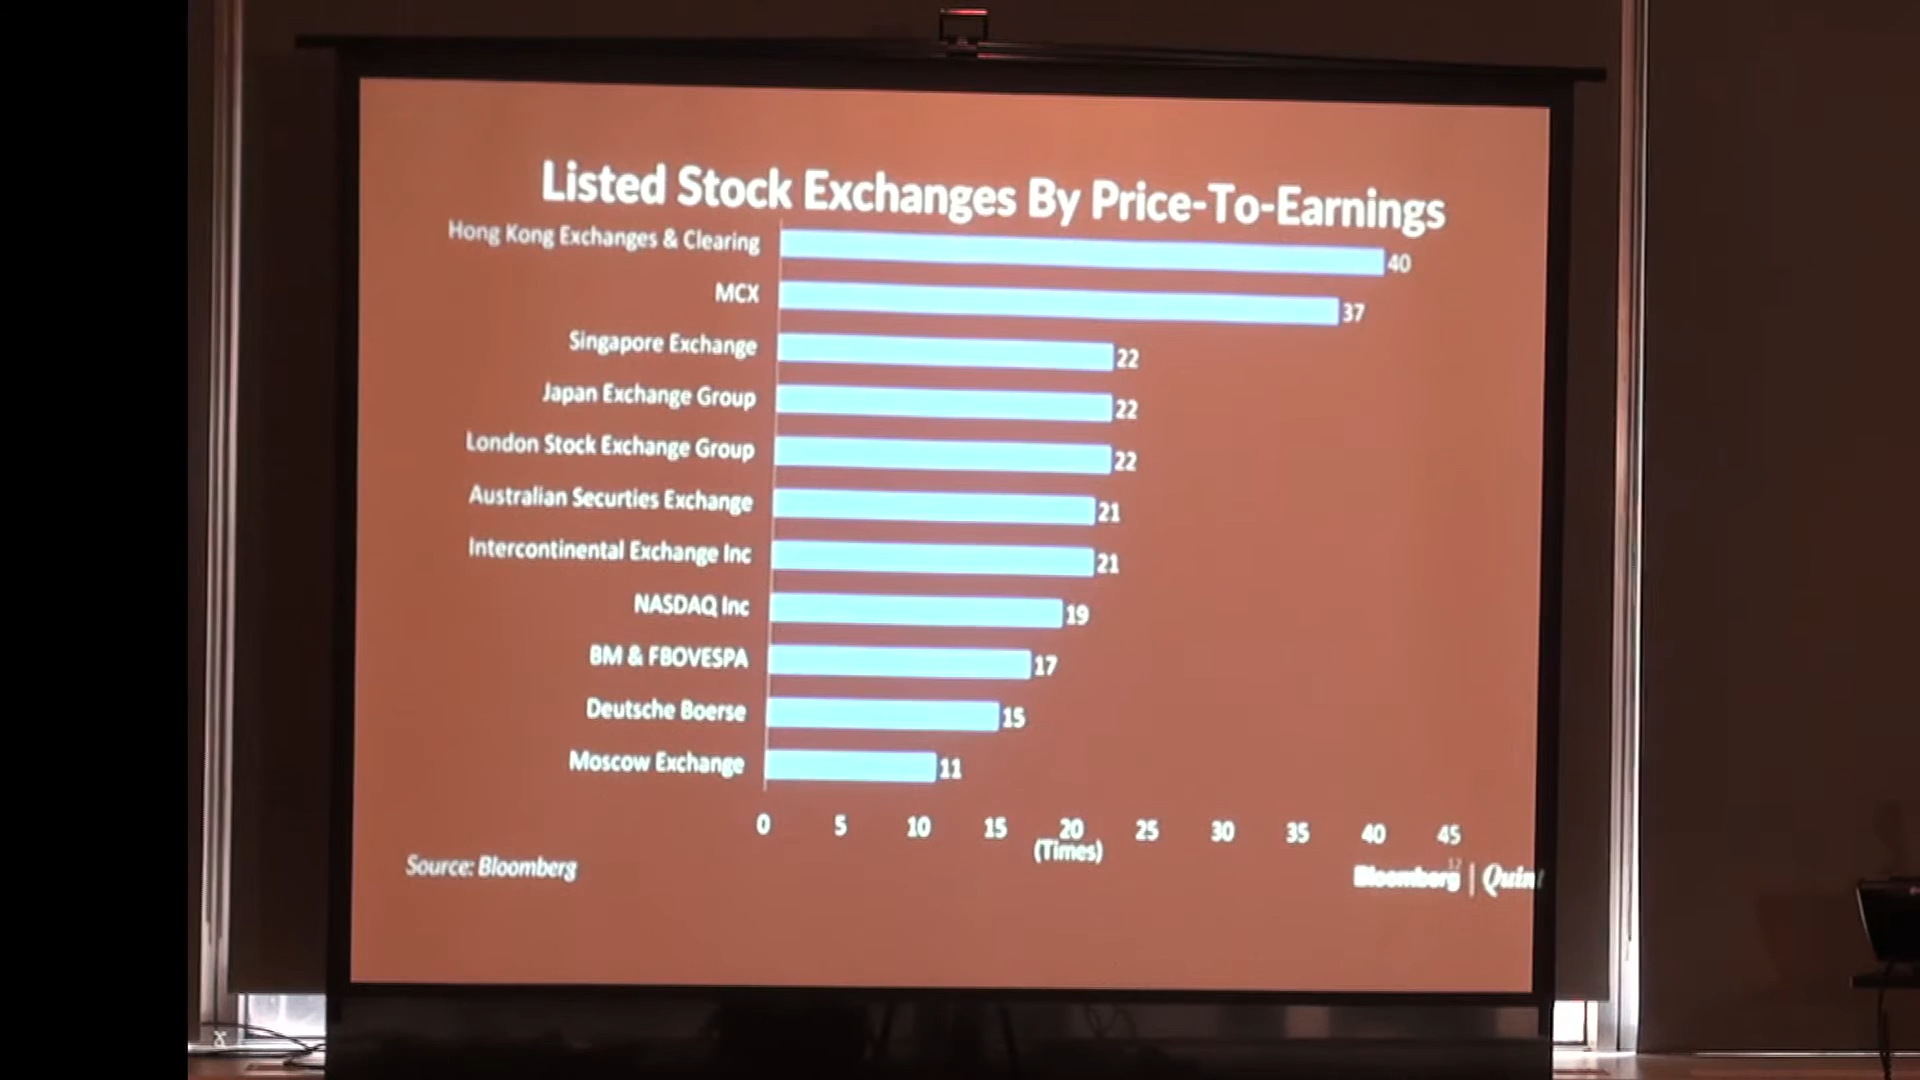 Listed Stock Exchanges By Price-To-Earnings
Hong Kong Exchanges & Clearing 40
MCX 37
Singapore Exchange 22
Japan Exchange Group 22
London Stock Exchange Group 22
Australian Securties Exchange 21
Intercontinental Exchange Inc 21
NASDAQ Inc 19
BM & FBOVESPA 17
Deutsche Boerse 15
Moscow Exchange 11
0 5 10 15 20 25 30 35 40 45
(Times)
12
Source: Bloomberg
Bloomberg | Quint